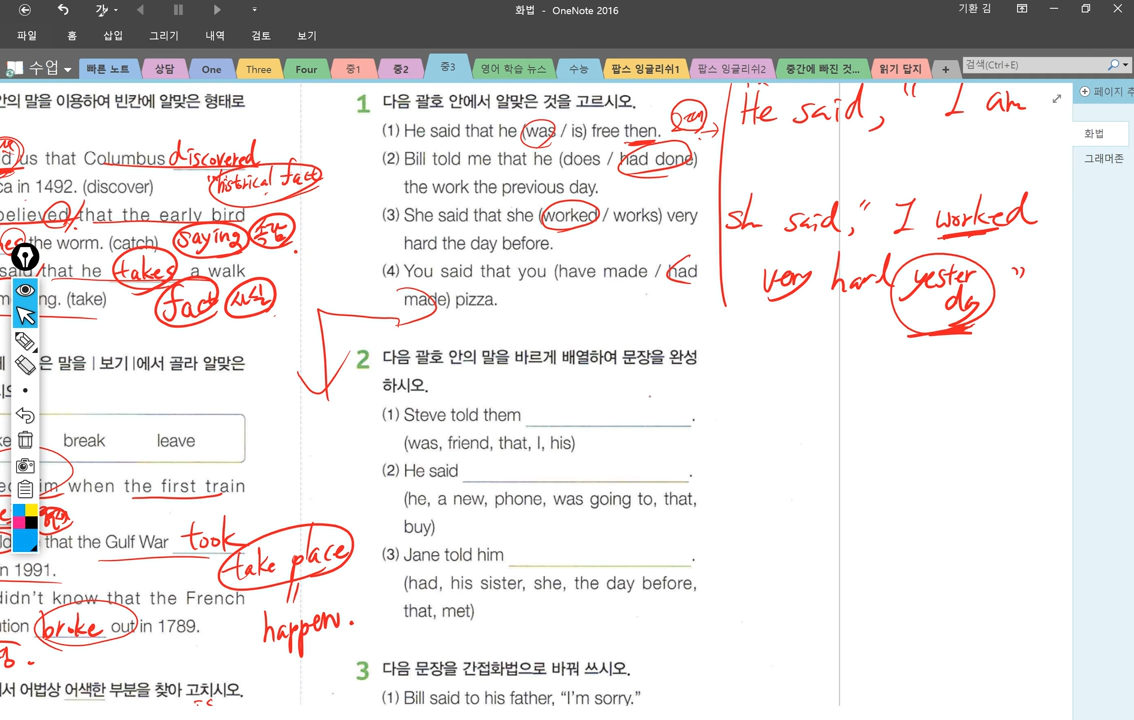 화법 - OneNote 2016
기환 김
파일 홈 삽입 그리기 내역 검토 보기
수업 빠른 노트 상담 One Three Four 중1 중2 중3 영어 학습 뉴스 수능 팝스 잉글리쉬1 팝스 잉글리쉬2 중간에 빠진 것... 읽기 답지 + 검색(Ctrl+E)
페이지 추
화법
그래머존
안의 말을 이용하여 빈칸에 알맞은 형태로
us that Columbus discovered
ca in 1492. (discover)
"historical fact
believed that the early bird
the worm. (catch) saying 속담
said that he takes a walk
ng. (take) fact 사실
은 말을 | 보기 |에서 골라 알맞은
시오.
break leave
him when the first train
that the Gulf War took
n 1991.
take place
didn't know that the French
ution broke out in 1789.
happen.
에서 어법상 어색한 부분을 찾아 고치시오.
1 다음 괄호 안에서 알맞은 것을 고르시오.
(1) He said that he (was / is) free then.
(2) Bill told me that he (does / had done)
the work the previous day.
(3) She said that she (worked / works) very
hard the day before.
(4) You said that you (have made / had
made) pizza.
2 다음 괄호 안의 말을 바르게 배열하여 문장을 완성
하시오.
(1) Steve told them .
(was, friend, that, I, his)
(2) He said .
(he, a new, phone, was going to, that,
buy)
(3) Jane told him .
(had, his sister, she, the day before,
that, met)
3 다음 문장을 간접화법으로 바꿔 쓰시오.
(1) Bill said to his father, “I'm sorry.”
He said, " I am
sh said, " I worked
very hard yester
day "